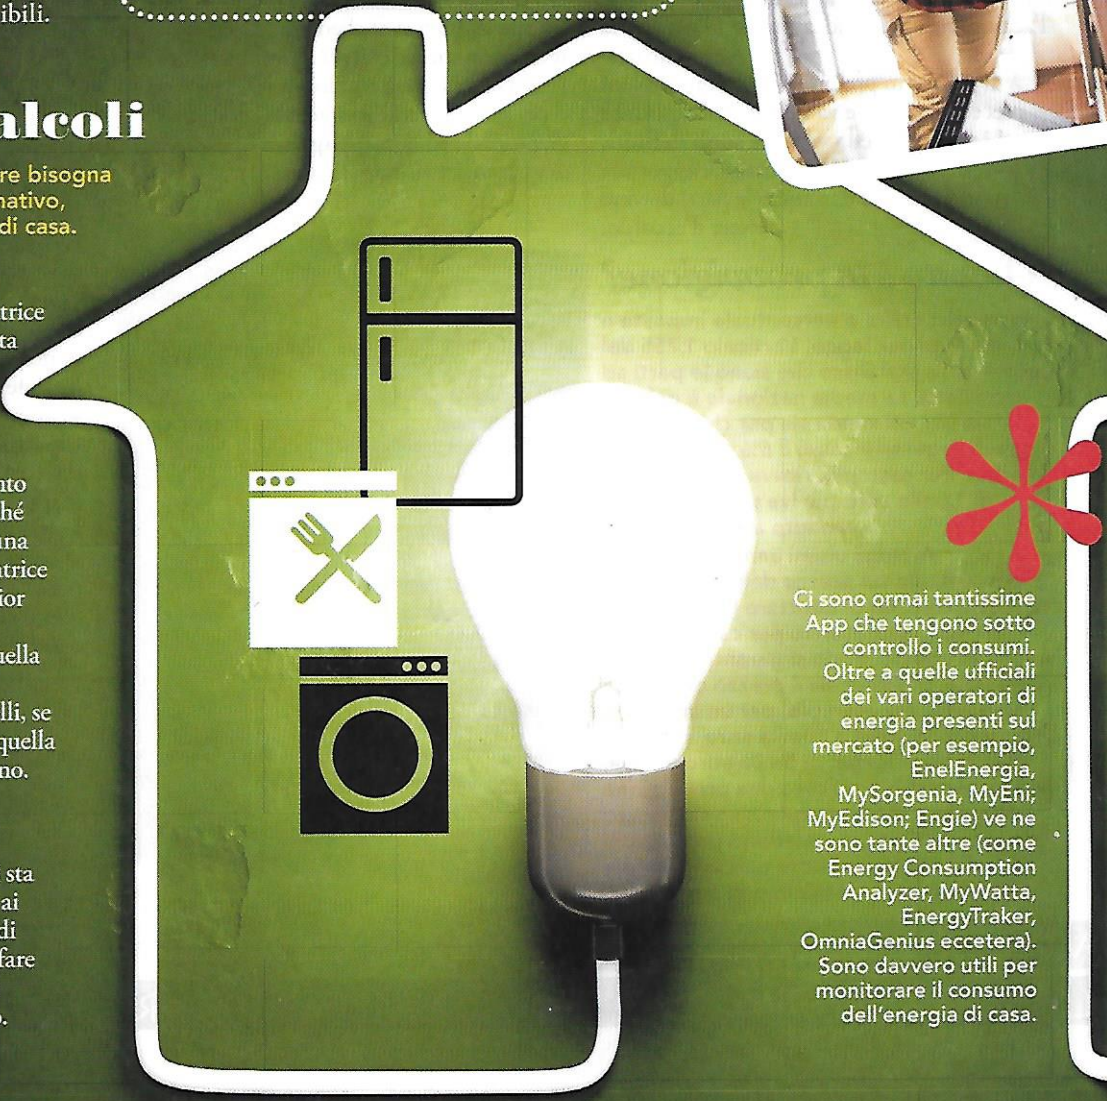 ibili.
alcoli
re bisogna
nativo,
di casa.
trice
ta
nto
hé
una
trice
ior
uella
lli, se
quella
no.
sta
ai
di
fare
o.
Ci sono ormai tantissime
App che tengono sotto
controllo i consumi.
Oltre a quelle ufficiali
dei vari operatori di
energia presenti sul
mercato (per esempio,
EnelEnergia,
MySorgenia, MyEni;
MyEdison; Engie) ve ne
sono tante altre (come
Energy Consumption
Analyzer, MyWatta,
EnergyTraker,
OmniaGenius eccetera).
Sono davvero utili per
monitorare il consumo
dell'energia di casa.